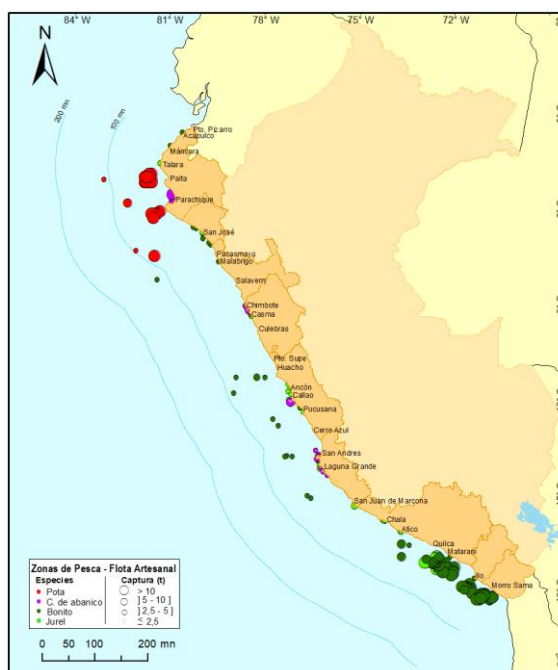 84° W
81° W
78° W
75° W
72° W
N
200 mn
100 mn
Pto. Pizarro
Acapulco
Máncora
Talara
Paita
Parachique
San José
Pacasmayo
Malabrigo
Salaverry
Chimbote
Casma
Culebras
Pto. Supe
Huacho
Ancón
Callao
Pucusana
Cerro Azul
San Andres
Laguna Grande
San Juan de Marcona
Chala
Atico
Quilca
Matarani
Ilo
Morro Sama
Zonas de Pesca - Flota Artesanal
Especies Captura (t)
Pota > 10
C. de abanico ] 5 - 10 ]
Bonito ] 2,5 - 5 ]
Jurel ≤ 2,5
0 50 100 200 mn